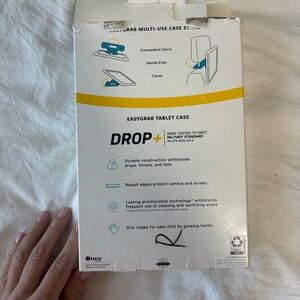 EASYGRAB MULTI-USE CASE
Convenient Carry
Hands-Free
Travel
EASYGRAB TABLET CASE
DROP+
DROP TESTED TO MEET
MILITARY STANDARD
Durable construction withstands
drops, throws, and falls
Raised edges protect camera and screen
Lasting antimicrobial technology* withstands
frequent use of cleaning and sanitizing wipes
Grip ridges for easy hold by growing hands